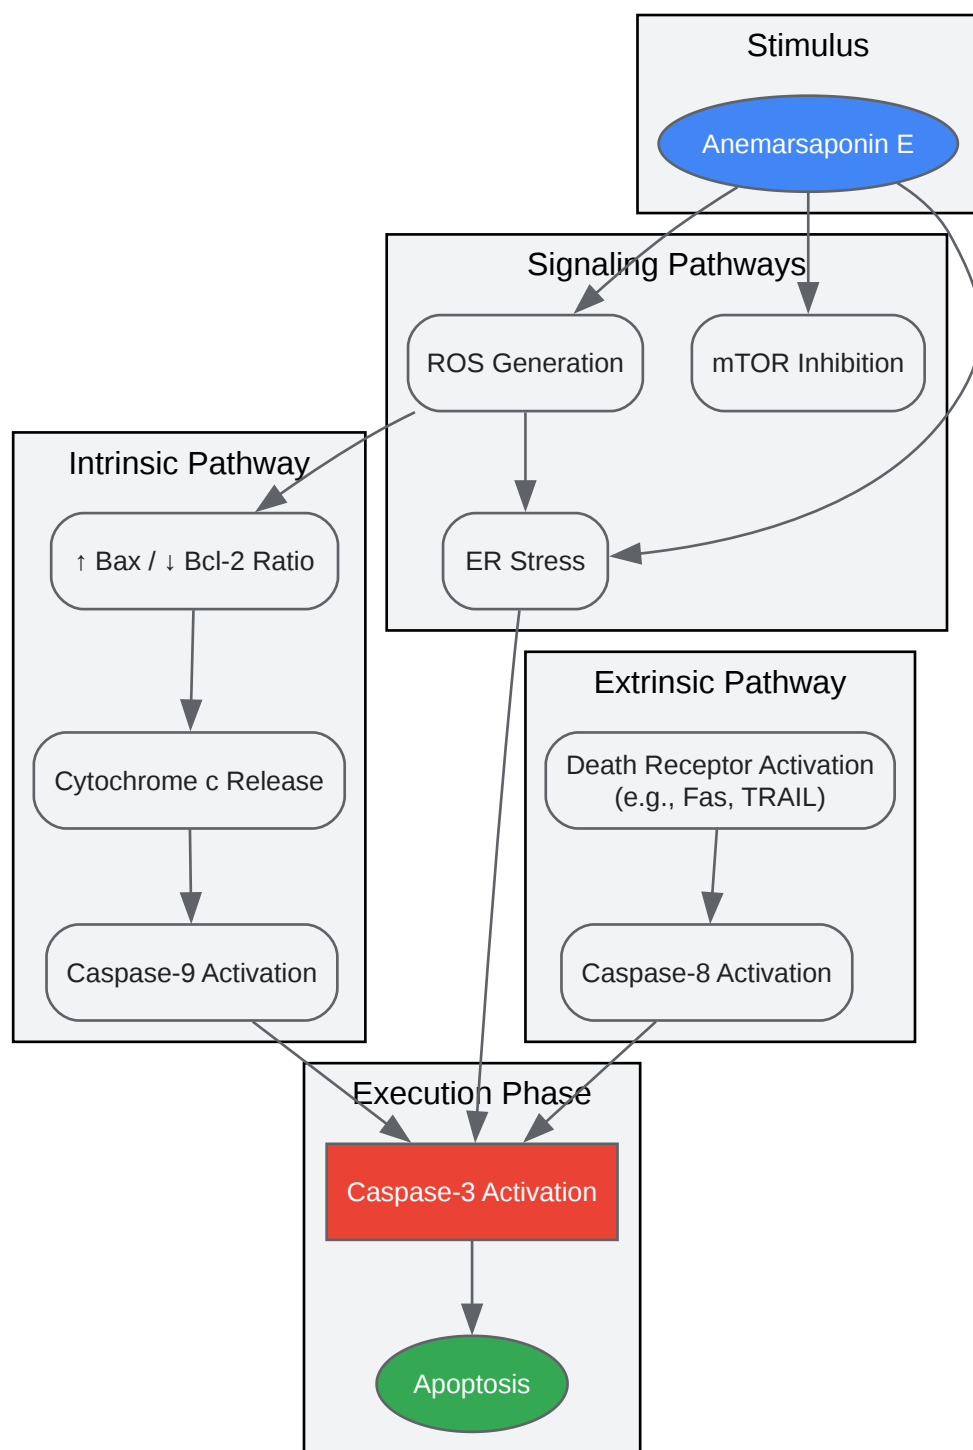 Stimulus
Anemarsaponin E
Signaling Pathways
ROS Generation
mTOR Inhibition
Intrinsic Pathway
↑ Bax / ↓ Bcl-2 Ratio
ER Stress
Extrinsic Pathway
Cytochrome c Release
Death Receptor Activation
(e.g., Fas, TRAIL)
Caspase-9 Activation
Caspase-8 Activation
Execution Phase
Caspase-3 Activation
Apoptosis